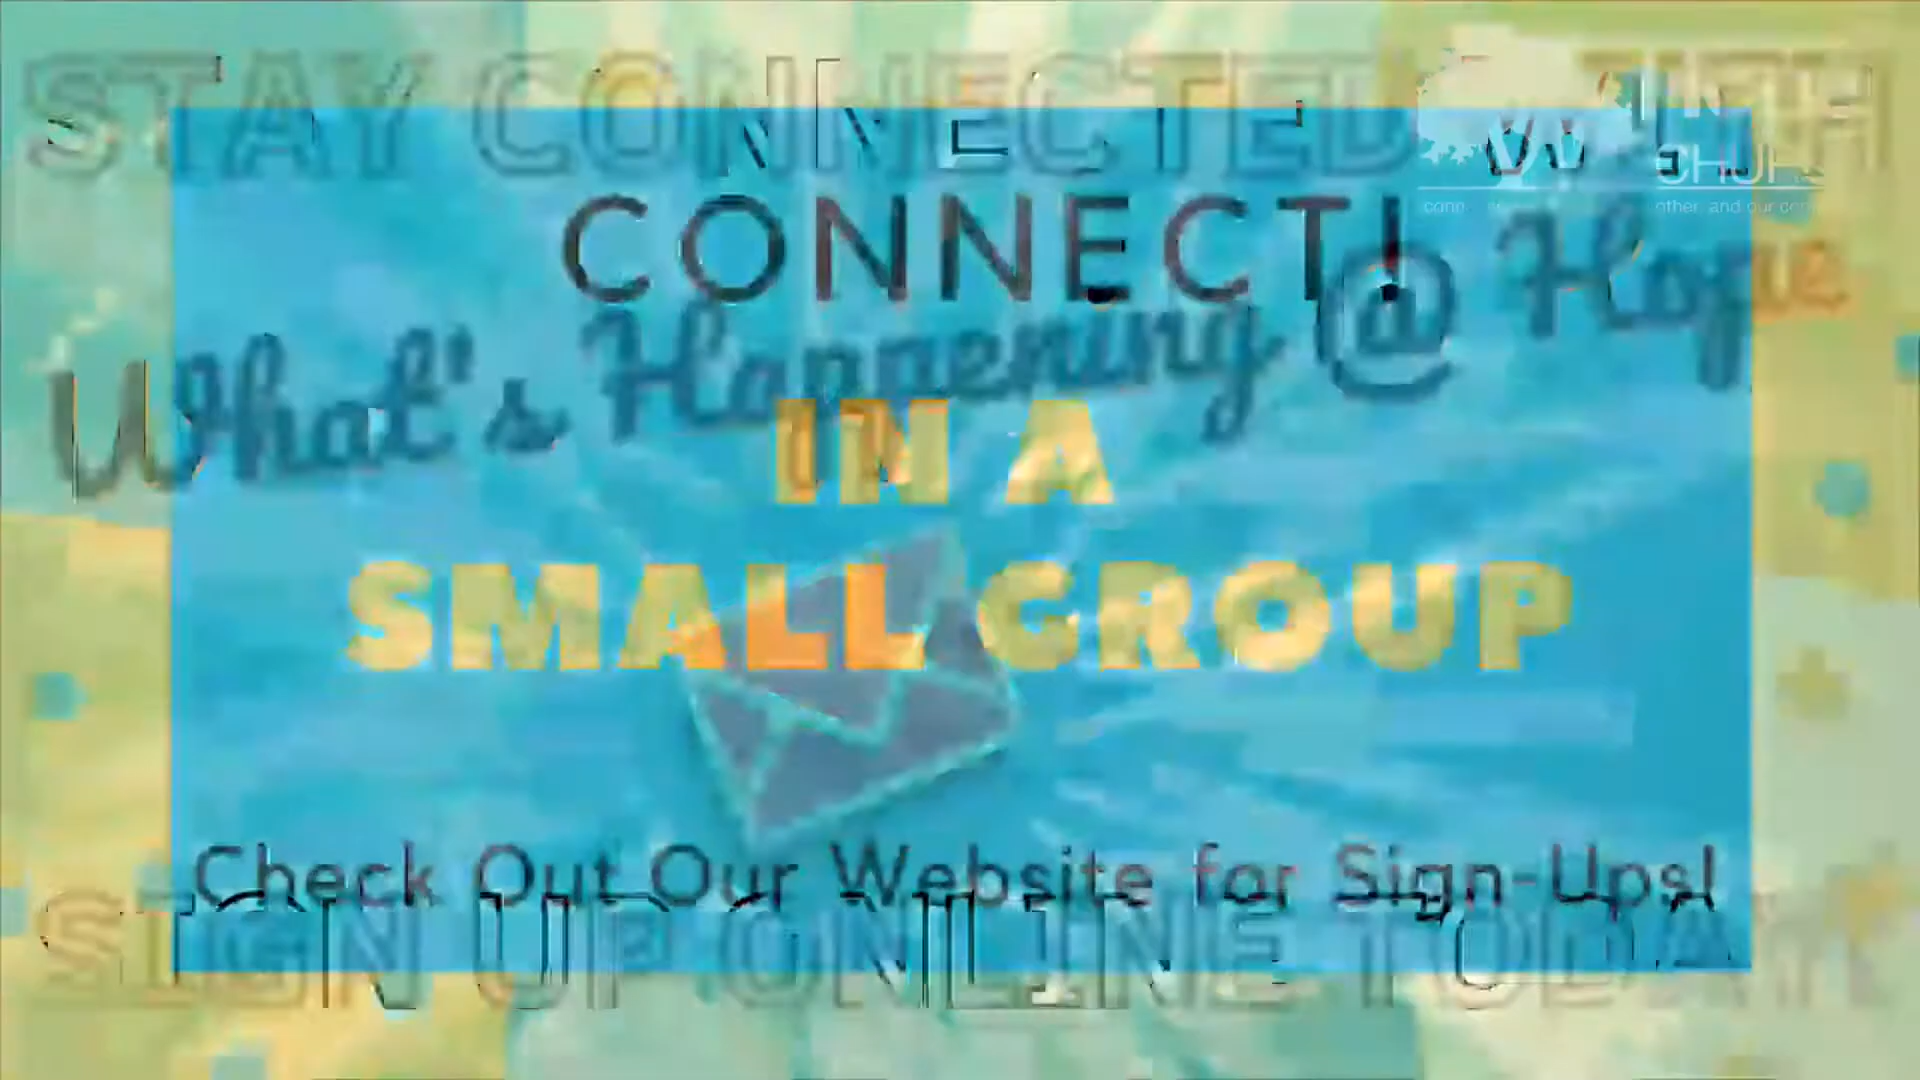 STAY CONNECTED WITH
CHURCH
CONNECT!
What's Happening @ Hope
IN A
SMALL GROUP
Check Out Our Website for Sign-Ups!
SIGN UP ONLINE TODAY